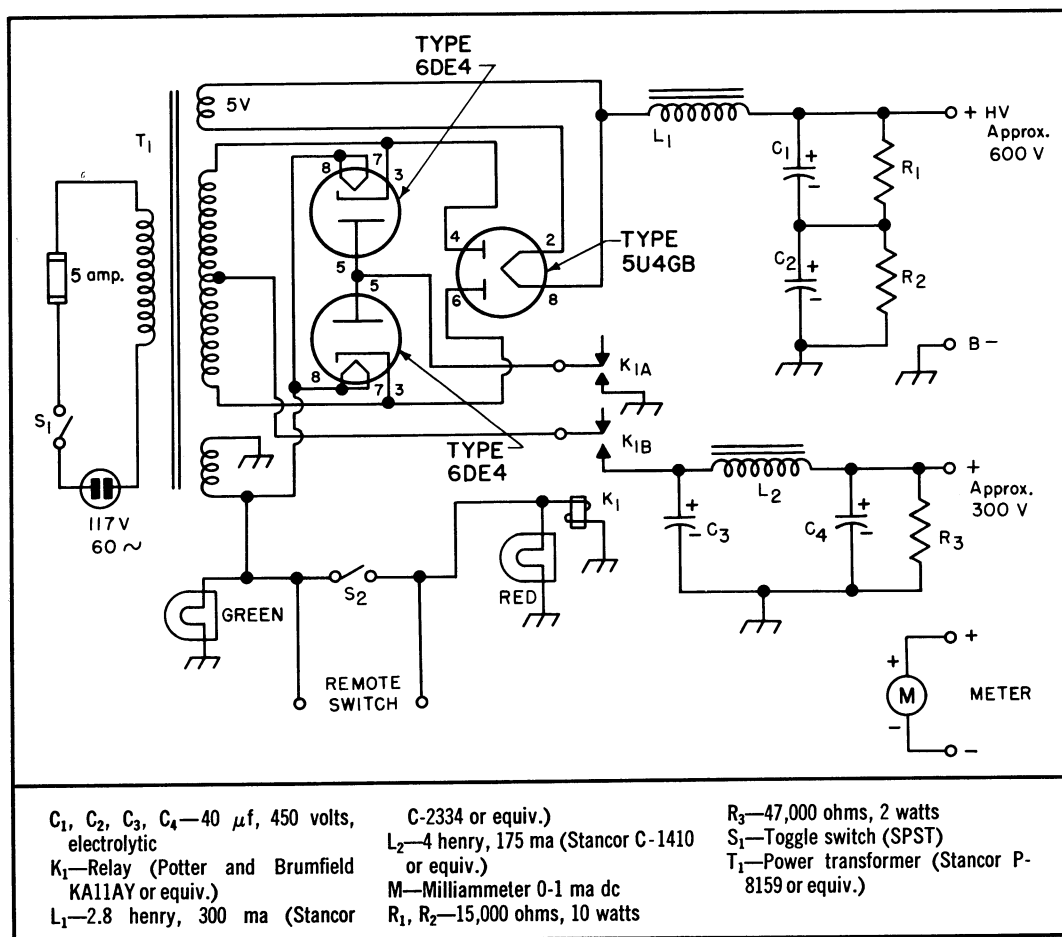 TYPE
6DE4
5V
T1
8
7
3
5 amp.
4
2
TYPE
5U4GB
5
5
6
8
8
7
3
S1
117V
60 ~
TYPE
6DE4
K1A
K1B
L1
C1
+
-
R1
C2
+
-
R2
+ HV
Approx.
600 V
B-
L2
+
Approx.
300 V
C3
+
-
C4
+
-
R3
K1
RED
GREEN
S2
REMOTE
SWITCH
+
+
M
METER
-
-
C1, C2, C3, C4—40 µf, 450 volts,
electrolytic
K1—Relay (Potter and Brumfield
KA11AY or equiv.)
L1—2.8 henry, 300 ma (Stancor
C-2334 or equiv.)
L2—4 henry, 175 ma (Stancor C-1410
or equiv.)
M—Milliammeter 0-1 ma dc
R1, R2—15,000 ohms, 10 watts
R3—47,000 ohms, 2 watts
S1—Toggle switch (SPST)
T1—Power transformer (Stancor P-
8159 or equiv.)